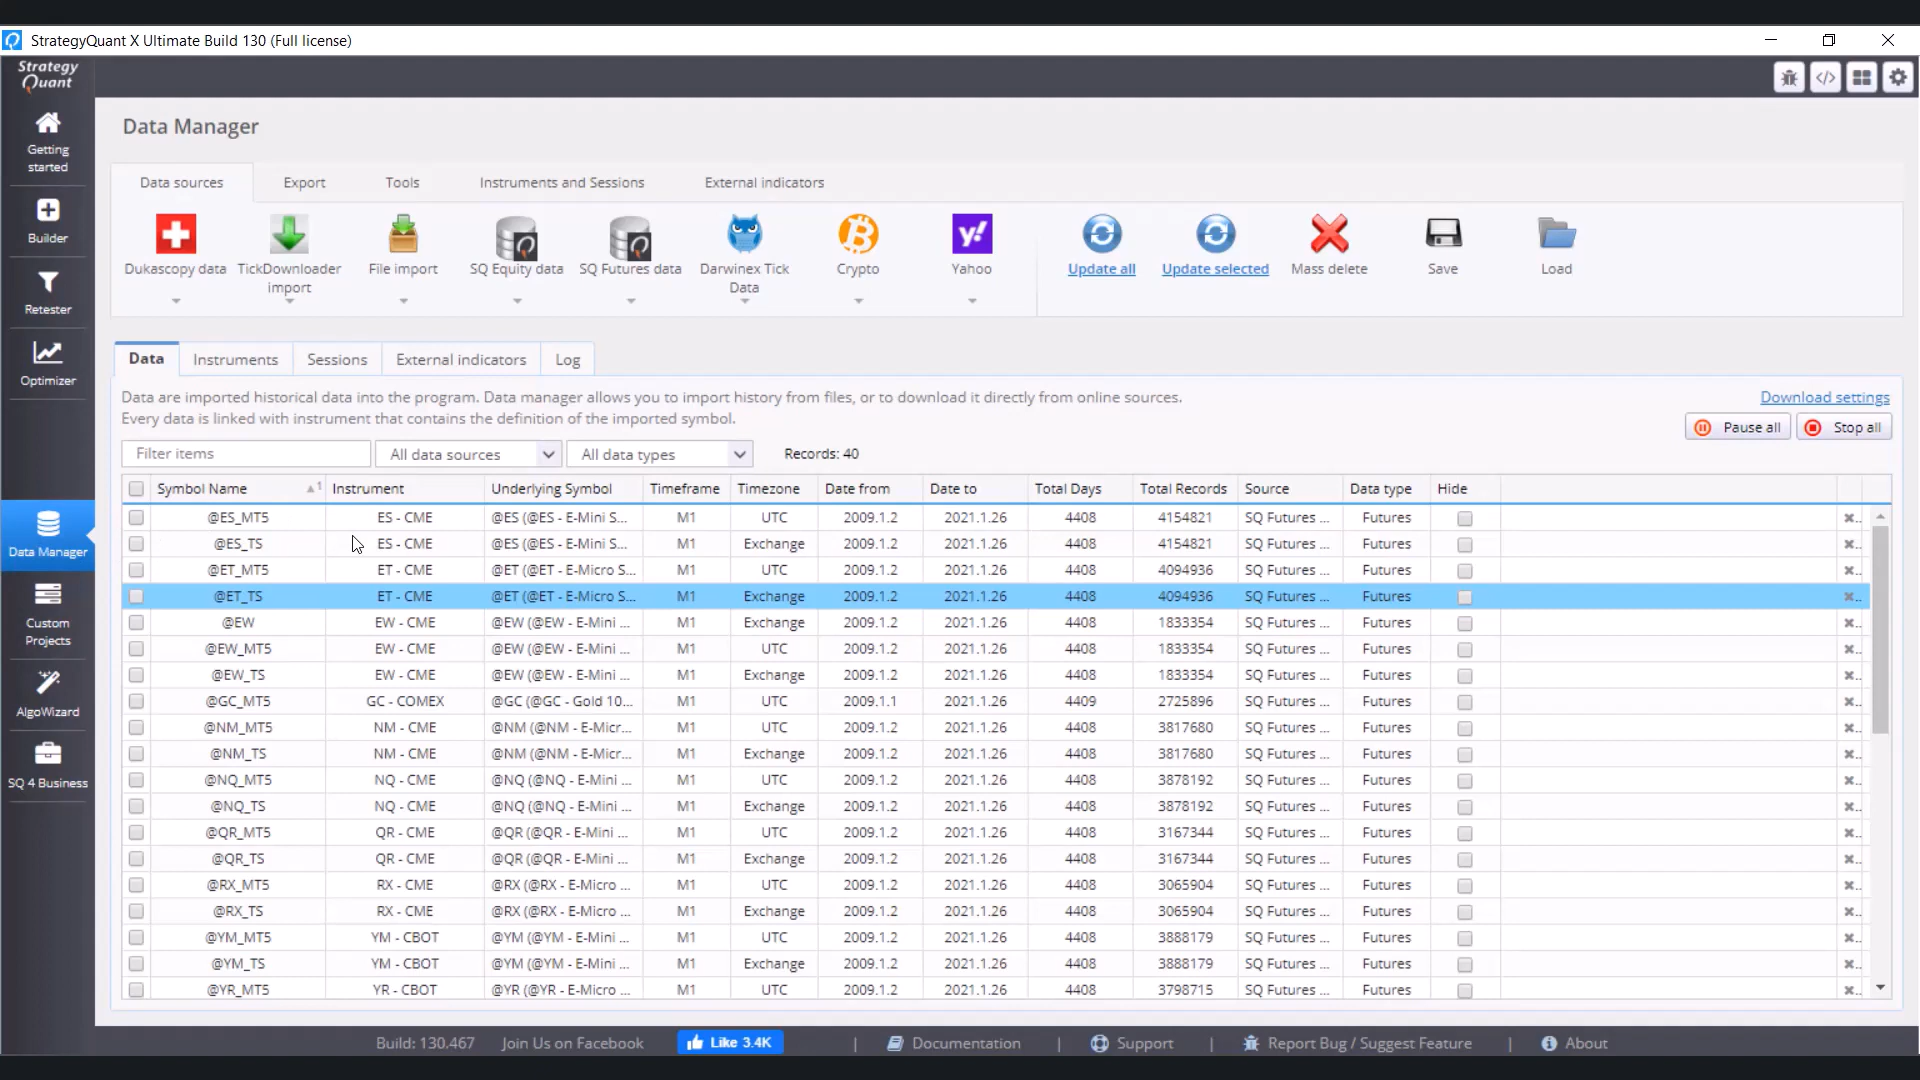 StrategyQuant X Ultimate Build 130 (Full license)
Strategy
Quant
Getting
started
Builder
Retester
Optimizer
Data Manager
Custom
Projects
AlgoWizard
SQ 4 Business
Data Manager
Data sources Export Tools Instruments and Sessions External indicators
Dukascopy data
TickDownloader
import
File import
SQ Equity data
SQ Futures data
Darwinex Tick
Data
Crypto
Yahoo
Update all
Update selected
Mass delete
Save
Load
Data Instruments Sessions External indicators Log
Data are imported historical data into the program. Data manager allows you to import history from files, or to download it directly from online sources.
Every data is linked with instrument that contains the definition of the imported symbol.
Download settings
Pause all Stop all
Filter items All data sources All data types Records: 40
Symbol Name 1 Instrument Underlying Symbol Timeframe Timezone Date from Date to Total Days Total Records Source Data type Hide
@ES_MT5 ES - CME @ES (@ES - E-Mini S... M1 UTC 2009.1.2 2021.1.26 4408 4154821 SQ Futures ... Futures
@ES_TS ES - CME @ES (@ES - E-Mini S... M1 Exchange 2009.1.2 2021.1.26 4408 4154821 SQ Futures ... Futures
@ET_MT5 ET - CME @ET (@ET - E-Micro S... M1 UTC 2009.1.2 2021.1.26 4408 4094936 SQ Futures ... Futures
@ET_TS ET - CME @ET (@ET - E-Micro S... M1 Exchange 2009.1.2 2021.1.26 4408 4094936 SQ Futures ... Futures
@EW EW - CME @EW (@EW - E-Mini ... M1 Exchange 2009.1.2 2021.1.26 4408 1833354 SQ Futures ... Futures
@EW_MT5 EW - CME @EW (@EW - E-Mini ... M1 UTC 2009.1.2 2021.1.26 4408 1833354 SQ Futures ... Futures
@EW_TS EW - CME @EW (@EW - E-Mini ... M1 Exchange 2009.1.2 2021.1.26 4408 1833354 SQ Futures ... Futures
@GC_MT5 GC - COMEX @GC (@GC - Gold 10... M1 UTC 2009.1.1 2021.1.26 4409 2725896 SQ Futures ... Futures
@NM_MT5 NM - CME @NM (@NM - E-Micr... M1 UTC 2009.1.2 2021.1.26 4408 3817680 SQ Futures ... Futures
@NM_TS NM - CME @NM (@NM - E-Micr... M1 Exchange 2009.1.2 2021.1.26 4408 3817680 SQ Futures ... Futures
@NQ_MT5 NQ - CME @NQ (@NQ - E-Mini ... M1 UTC 2009.1.2 2021.1.26 4408 3878192 SQ Futures ... Futures
@NQ_TS NQ - CME @NQ (@NQ - E-Mini ... M1 Exchange 2009.1.2 2021.1.26 4408 3878192 SQ Futures ... Futures
@QR_MT5 QR - CME @QR (@QR - E-Mini ... M1 UTC 2009.1.2 2021.1.26 4408 3167344 SQ Futures ... Futures
@QR_TS QR - CME @QR (@QR - E-Mini ... M1 Exchange 2009.1.2 2021.1.26 4408 3167344 SQ Futures ... Futures
@RX_MT5 RX - CME @RX (@RX - E-Micro ... M1 UTC 2009.1.2 2021.1.26 4408 3065904 SQ Futures ... Futures
@RX_TS RX - CME @RX (@RX - E-Micro ... M1 Exchange 2009.1.2 2021.1.26 4408 3065904 SQ Futures ... Futures
@YM_MT5 YM - CBOT @YM (@YM - E-Mini ... M1 UTC 2009.1.2 2021.1.26 4408 3888179 SQ Futures ... Futures
@YM_TS YM - CBOT @YM (@YM - E-Mini ... M1 Exchange 2009.1.2 2021.1.26 4408 3888179 SQ Futures ... Futures
@YR_MT5 YR - CBOT @YR (@YR - E-Micro ... M1 UTC 2009.1.2 2021.1.26 4408 3798715 SQ Futures ... Futures
Build: 130.467 Join Us on Facebook Like 3.4K | Documentation | Support | Report Bug / Suggest Feature | About